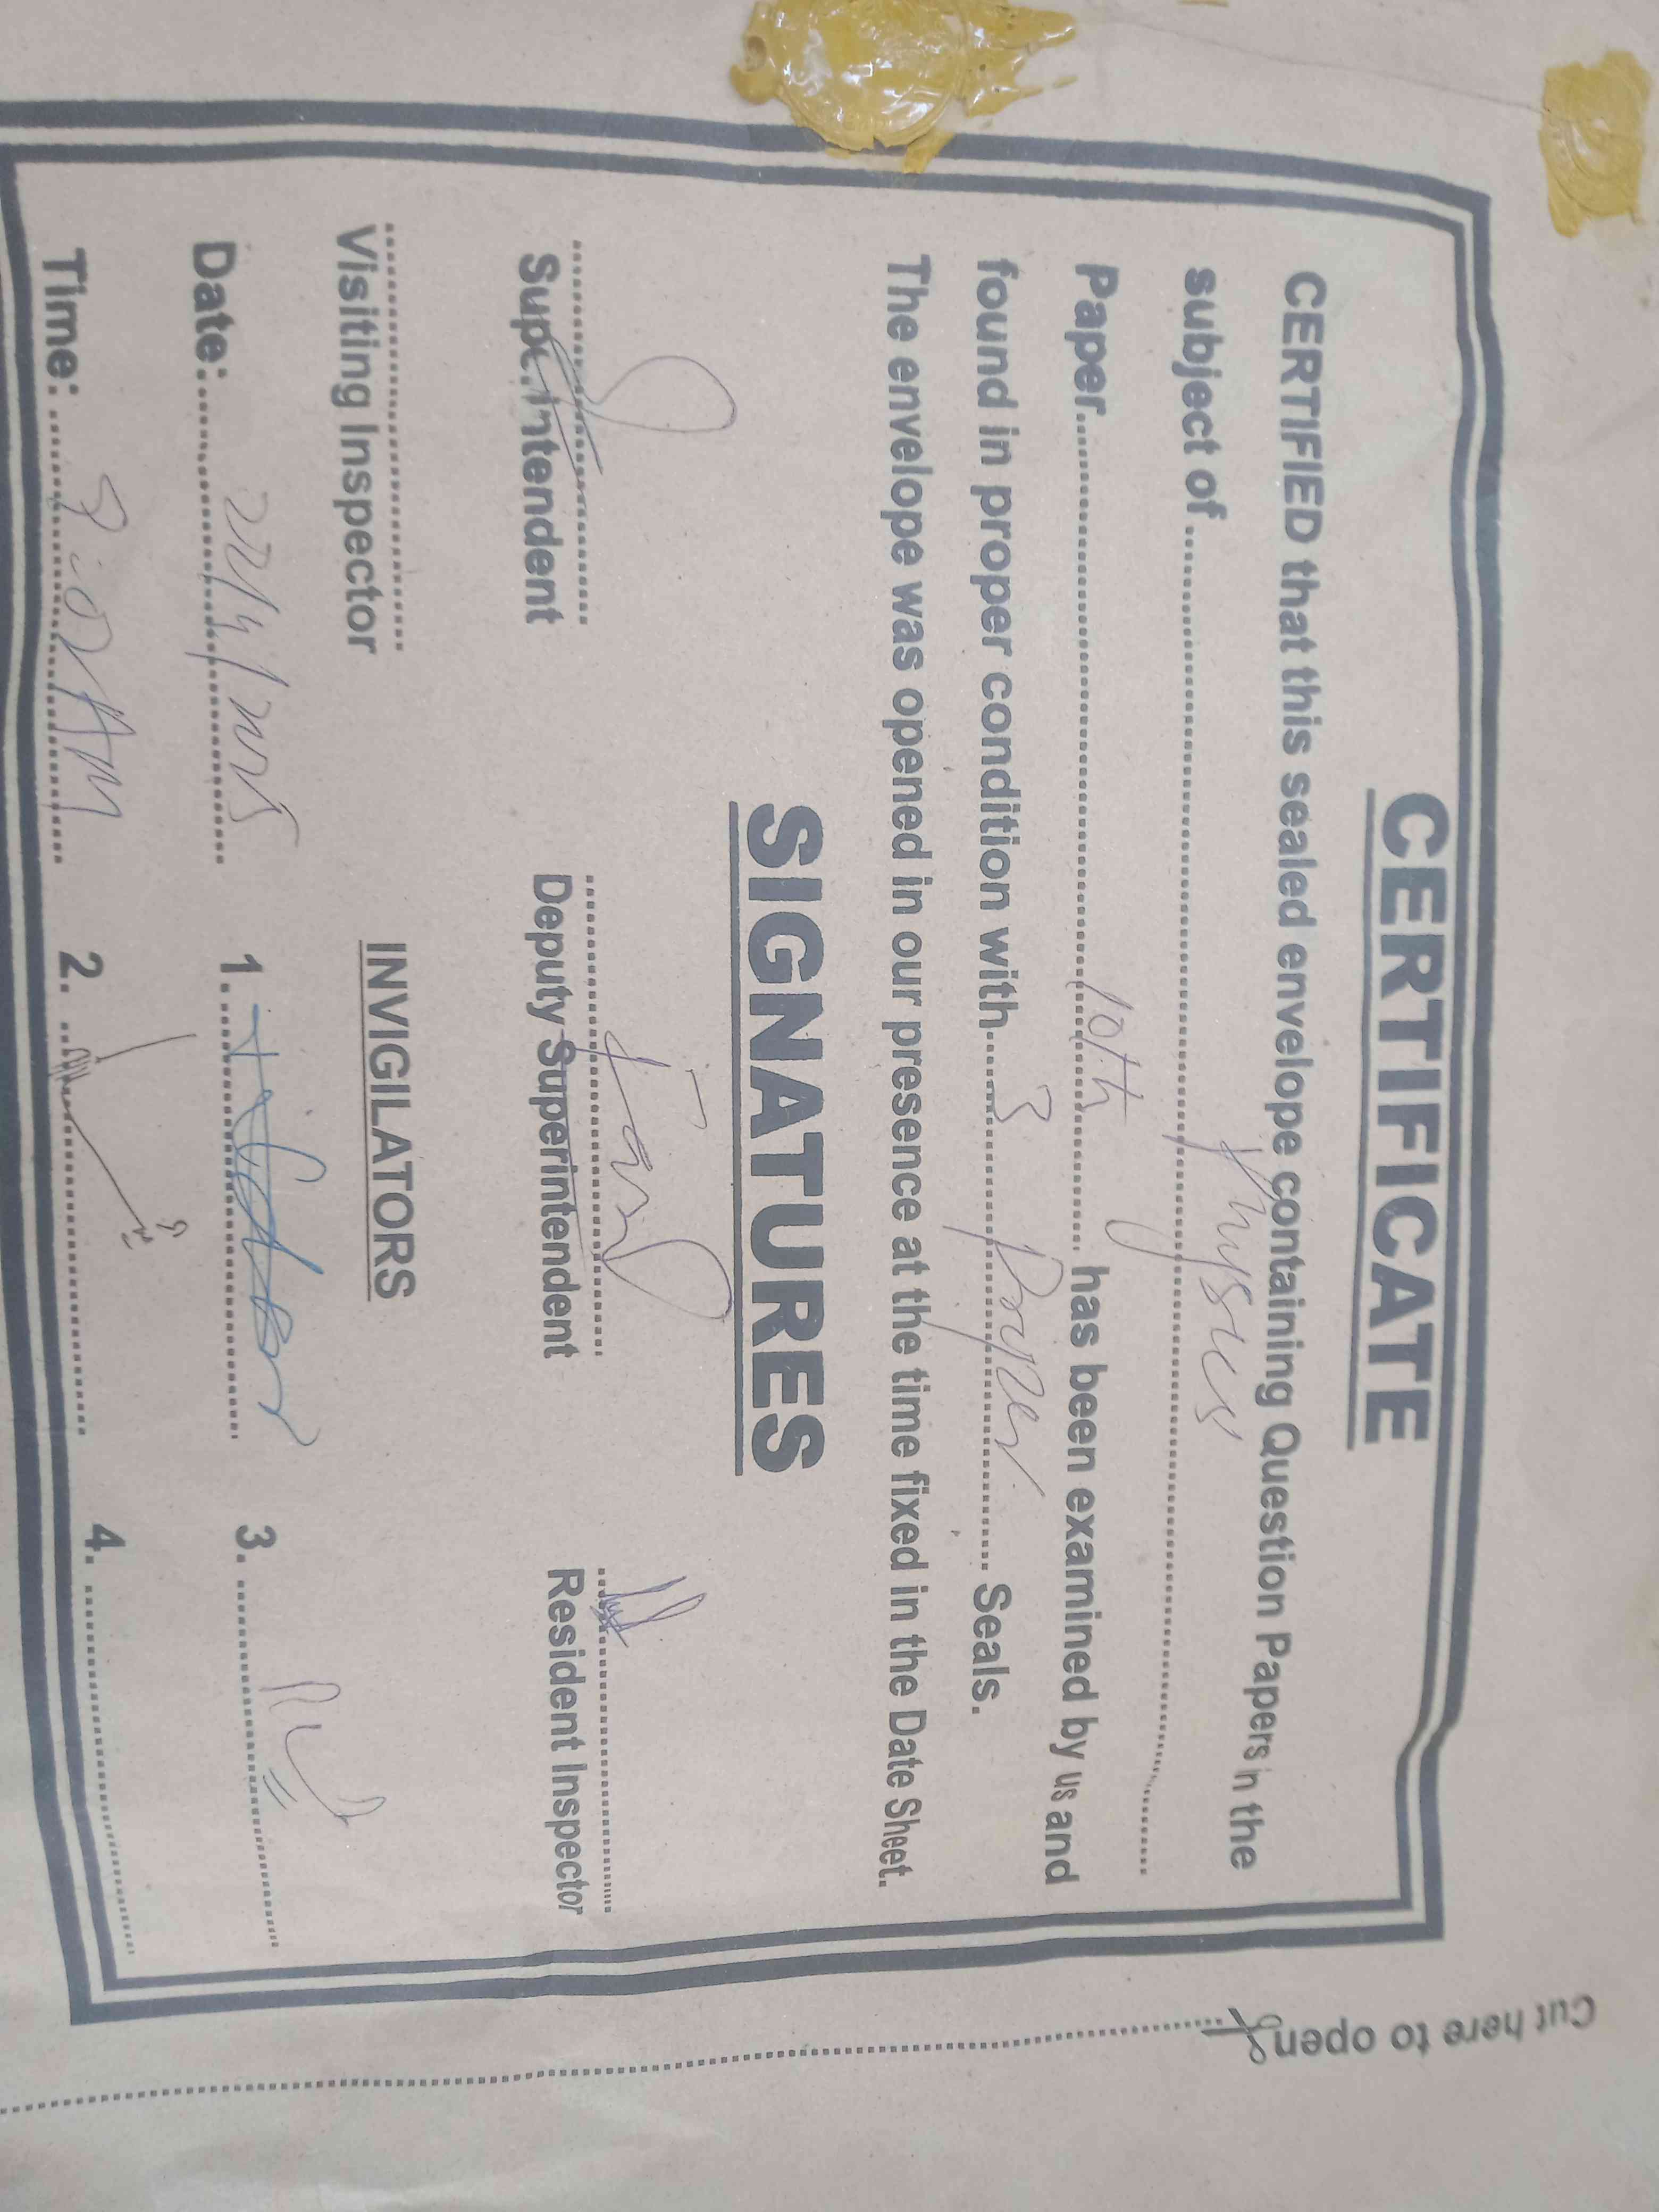 CERTIFICATE
CERTIFIED that this sealed envelope containing Question Papers in the
subject of .......... Physics ..........
Paper.......... 10th .......... has been examined by us and
found in proper condition with.......... 3 proper .......... Seals.
The envelope was opened in our presence at the time fixed in the Date Sheet.
SIGNATURES
Superintendent Deputy Superintendent Resident Inspector
Visiting Inspector
INVIGILATORS
Date: .......... 1. .......... 3. ..........
Time: .......... AM 2. .......... 4. ..........
Cut here to open